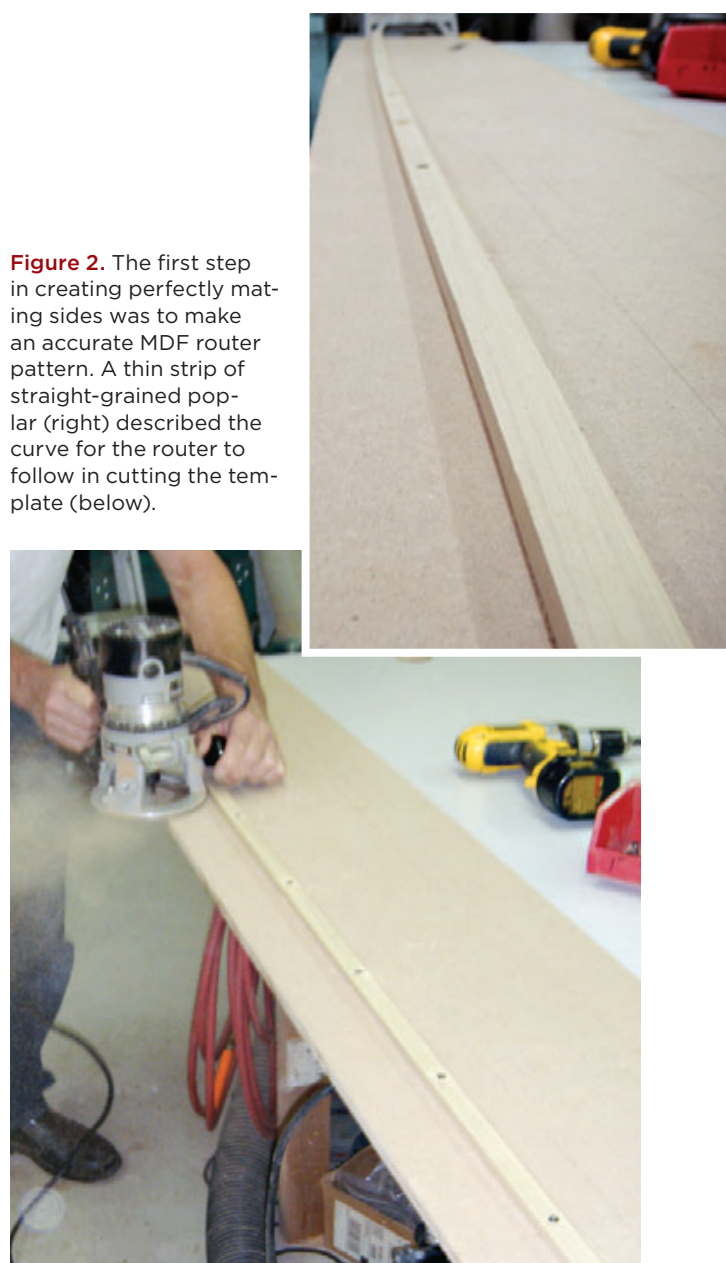 Figure 2. The first step
in creating perfectly mat-
ing sides was to make
an accurate MDF router
pattern. A thin strip of
straight-grained pop-
lar (right) described the
curve for the router to
follow in cutting the tem-
plate (below).